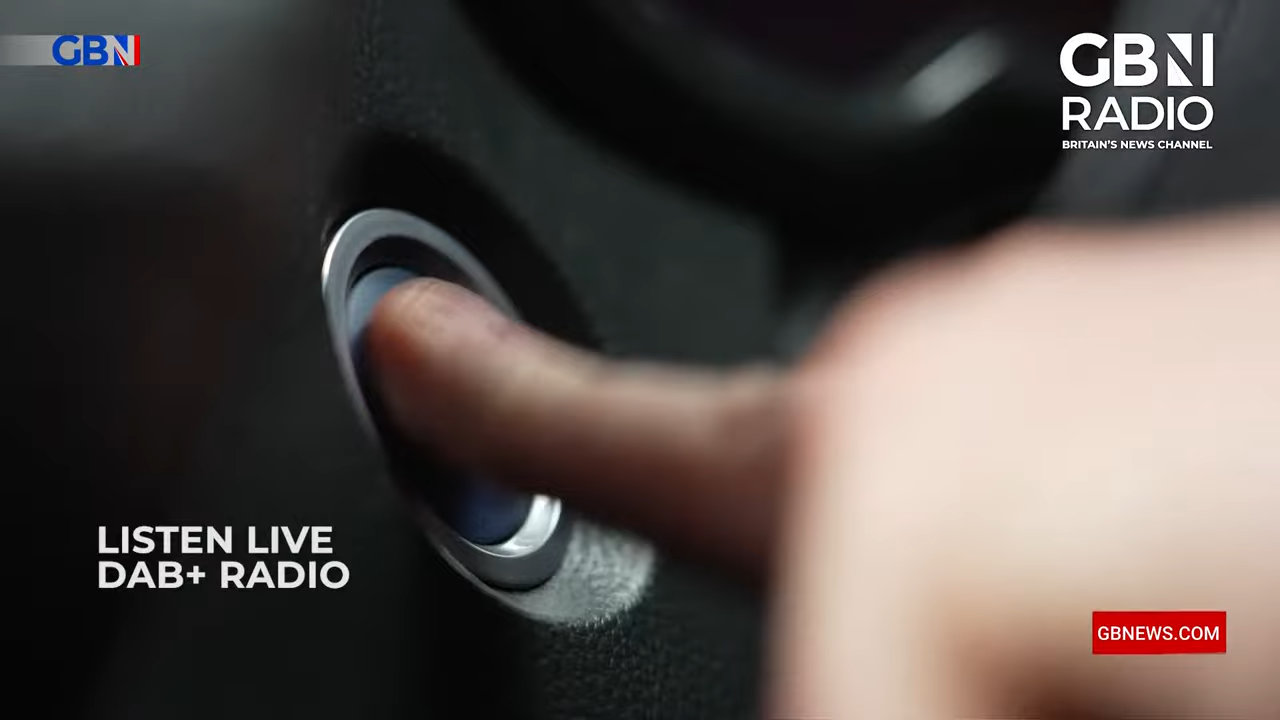 GBN
GBN
RADIO
BRITAIN'S NEWS CHANNEL
LISTEN LIVE
DAB+ RADIO
GBNEWS.COM